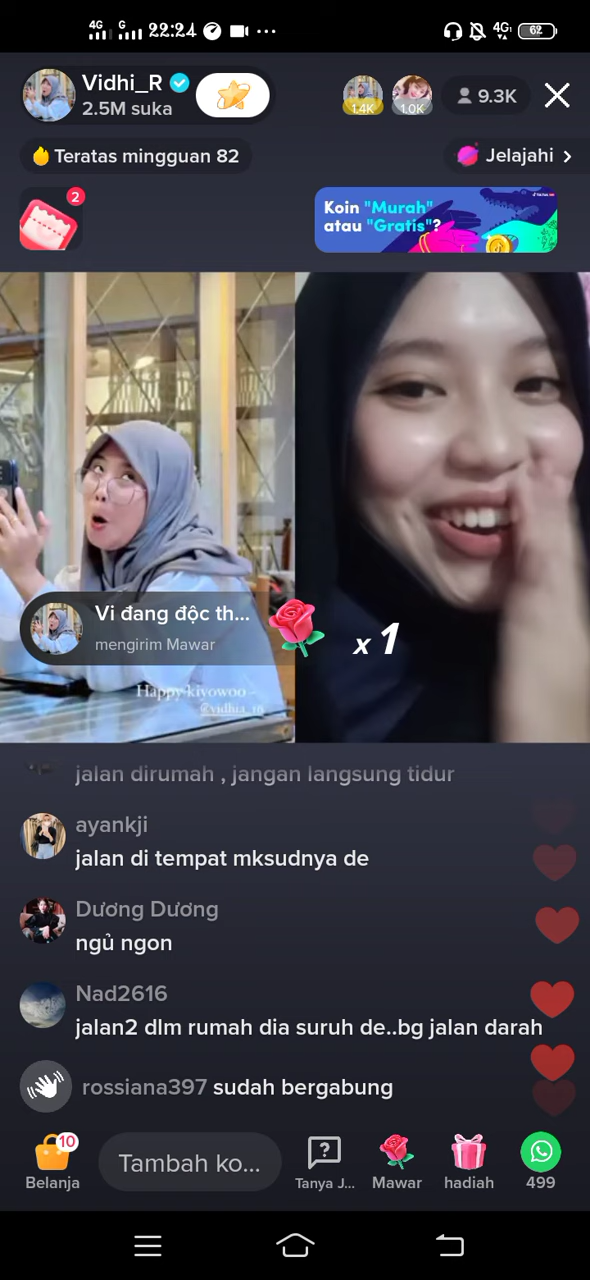 4G G 22:24 4G 62
Vidhi_R
2.5M suka
1.4K 1.0K 9.3K
Teratas mingguan 82 Jelajahi
2
Koin "Murah"
atau "Gratis"?
Vi đang độc th...
mengirim Mawar
x 1
Happy kiyowoo
jalan dirumah , jangan langsung tidur
ayankji
jalan di tempat mksudnya de
Dương Dương
ngủ ngon
Nad2616
jalan2 dlm rumah dia suruh de..bg jalan darah
rossiana397 sudah bergabung
10
Tambah ko...
Belanja Tanya J... Mawar hadiah 499